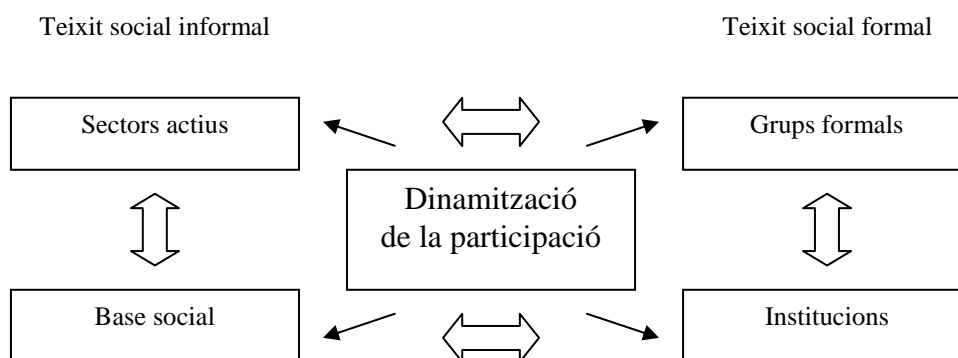 Teixit social informal
Teixit social formal
Sectors actius
Grups formals
Dinamització
de la participació
Base social
Institucions